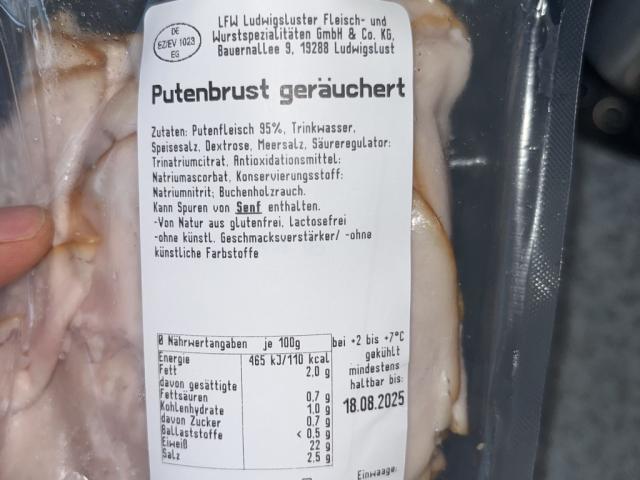 DE
EZ/EV 1023
EG
LFW Ludwigsluster Fleisch- und
Wurstspezialitäten GmbH & Co. KG,
Bauernallee 9, 19288 Ludwigslust
Putenbrust geräuchert
Zutaten: Putenfleisch 95%, Trinkwasser,
Speisesalz, Dextrose, Meersalz, Säureregulator:
Trinatriumcitrat, Antioxidationsmittel:
Natriumascorbat, Konservierungsstoff:
Natriumnitrit; Buchenholzrauch.
Kann Spuren von Senf enthalten.
-Von Natur aus glutenfrei, lactosefrei
-ohne künstl. Geschmacksverstärker/ -ohne
künstliche Farbstoffe
Ø Nährwertangaben je 100g
Energie 465 kJ/110 kcal
Fett 2,0 g
davon gesättigte
Fettsäuren 0,7 g
Kohlenhydrate 1,0 g
davon Zucker 0,7 g
Ballaststoffe < 0,5 g
Eiweiß 22 g
Salz 2,5 g
bei +2 bis +7°C
gekühlt
mindestens
haltbar bis:
18.08.2025
Einwaage: